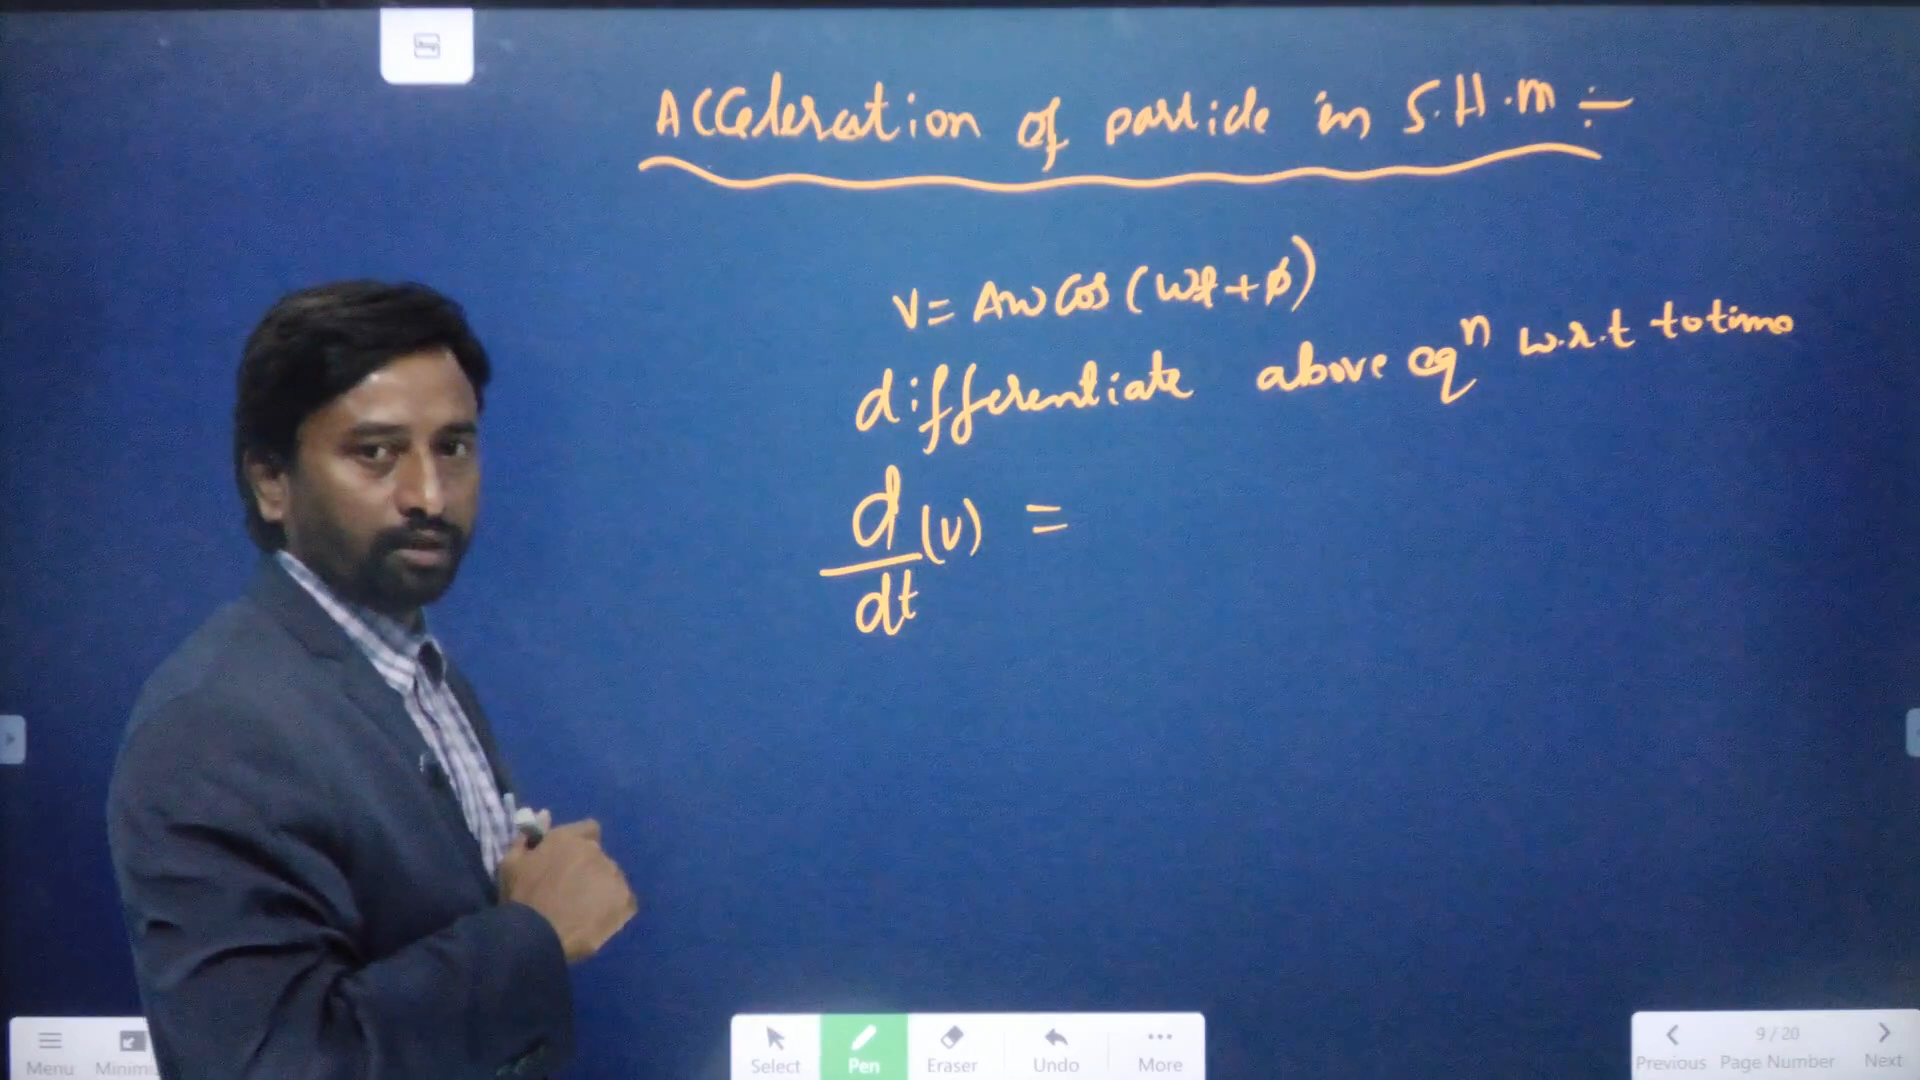 Acceleration of particle in S.H.M ÷
V = Aω cos (ωt + ϕ)
differentiate above eqⁿ w.r.t to time
d/dt (v) =
Menu
Select
Pen
Eraser
Undo
More
9 / 20
Previous Page Number Next